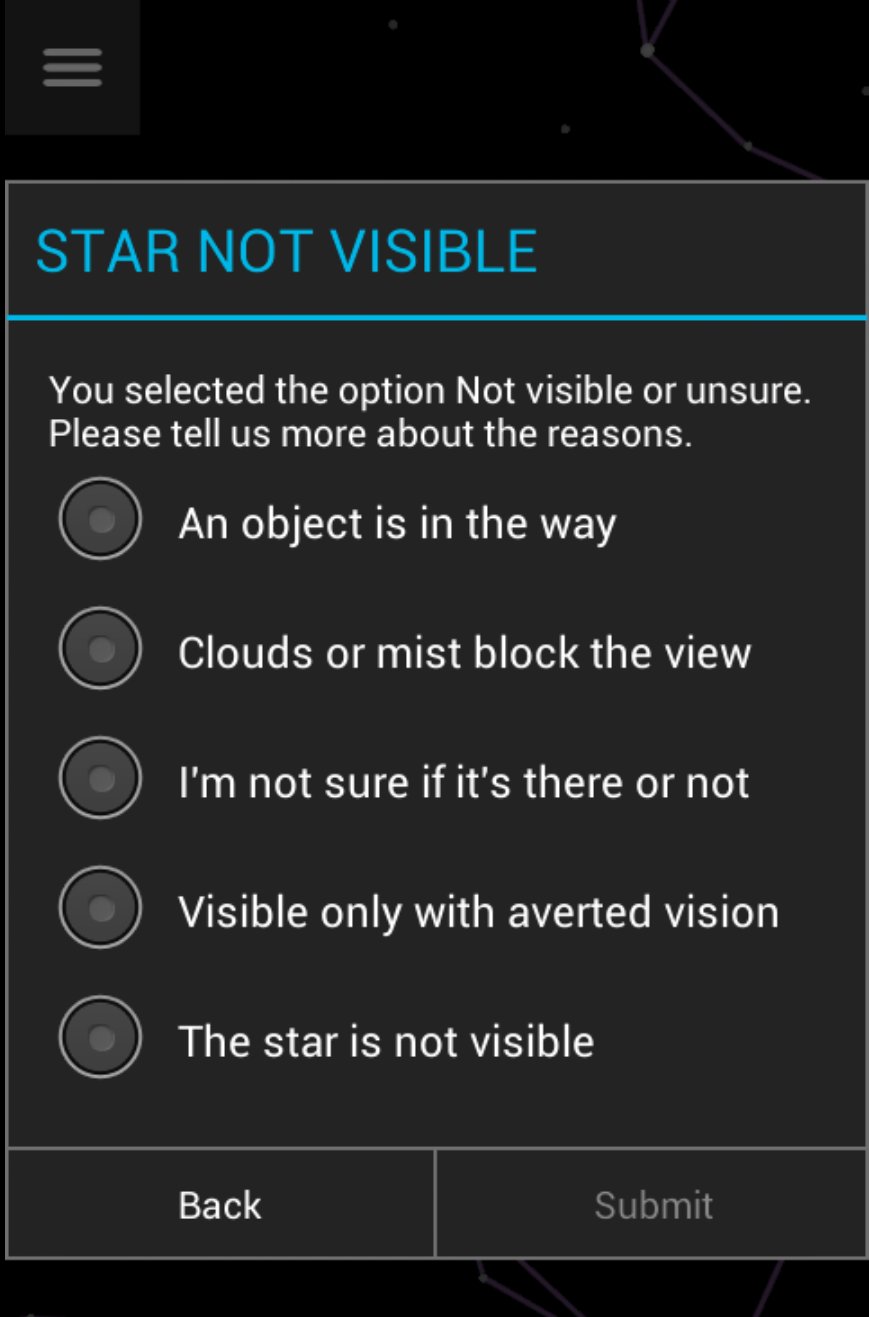 STAR NOT VISIBLE
You selected the option Not visible or unsure.
Please tell us more about the reasons.
An object is in the way
Clouds or mist block the view
I'm not sure if it's there or not
Visible only with averted vision
The star is not visible
Back
Submit